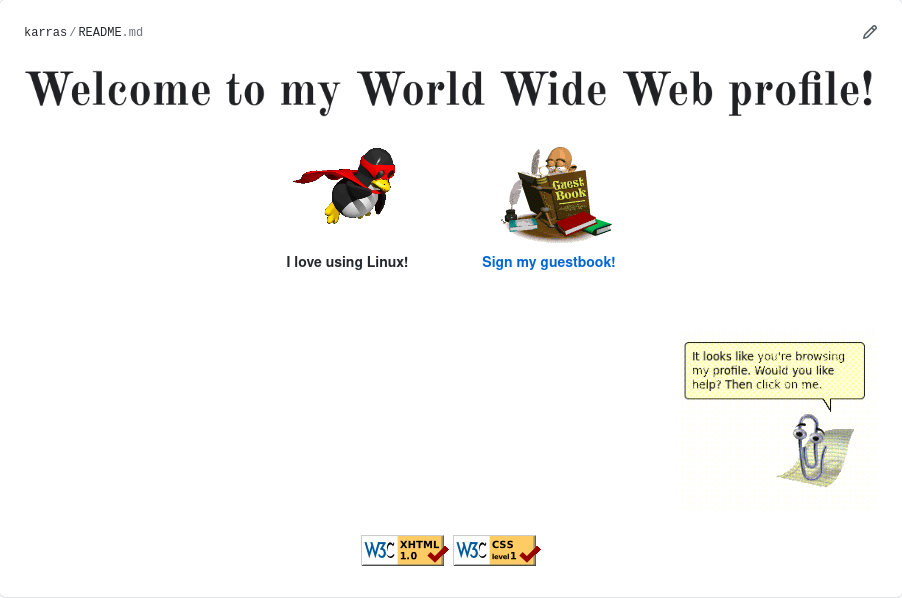 karras/README.md
Welcome to my World Wide Web profile!
Guest
Book
I love using Linux!
Sign my guestbook!
It looks like you're browsing
my profile. Would you like
help? Then click on me.
W3C XHTML
1.0
W3C CSS
level 1